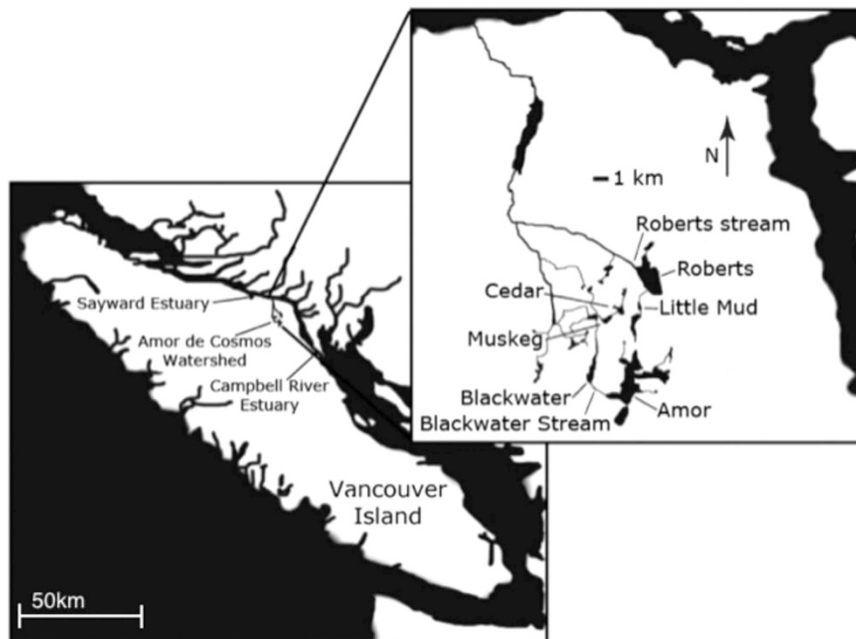 N
1 km
Roberts stream
Roberts
Cedar
Little Mud
Muskeg
Blackwater
Blackwater Stream
Amor
Sayward Estuary
Amor de Cosmos
Watershed
Campbell River
Estuary
Vancouver
Island
50km